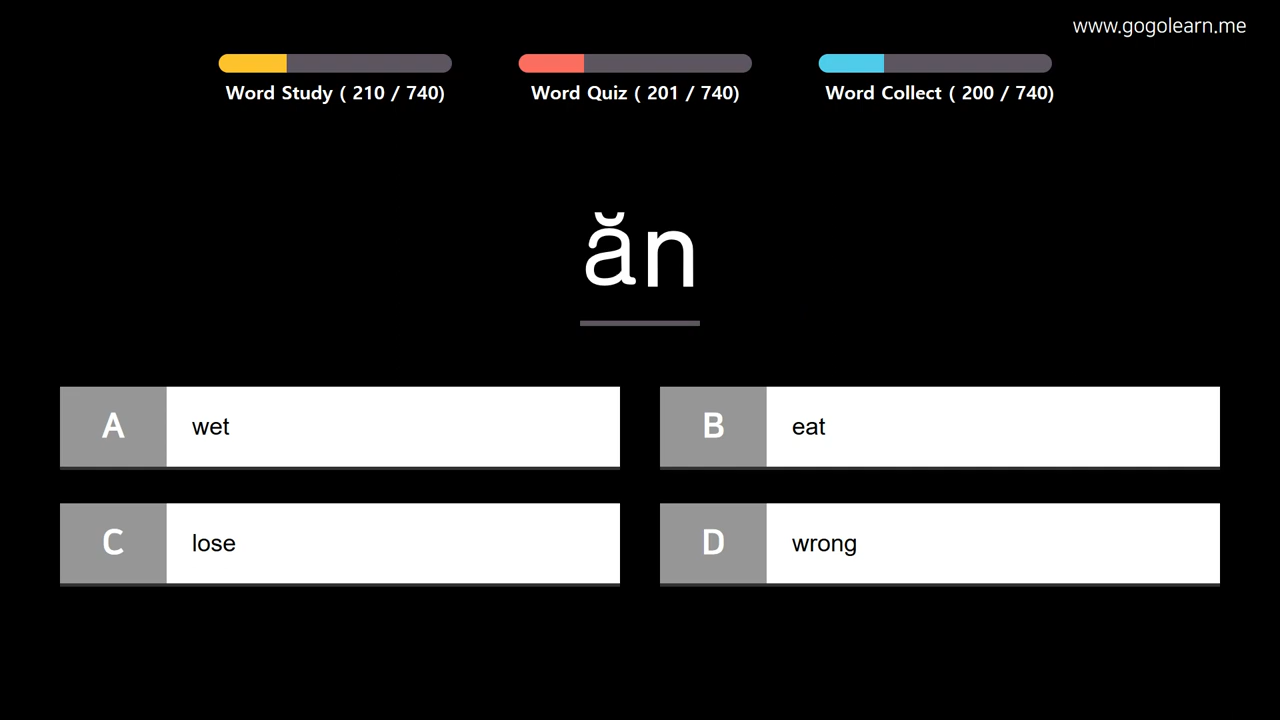 www.gogolearn.me
Word Study ( 210 / 740)
Word Quiz ( 201 / 740)
Word Collect ( 200 / 740)
ăn
A wet
B eat
C lose
D wrong